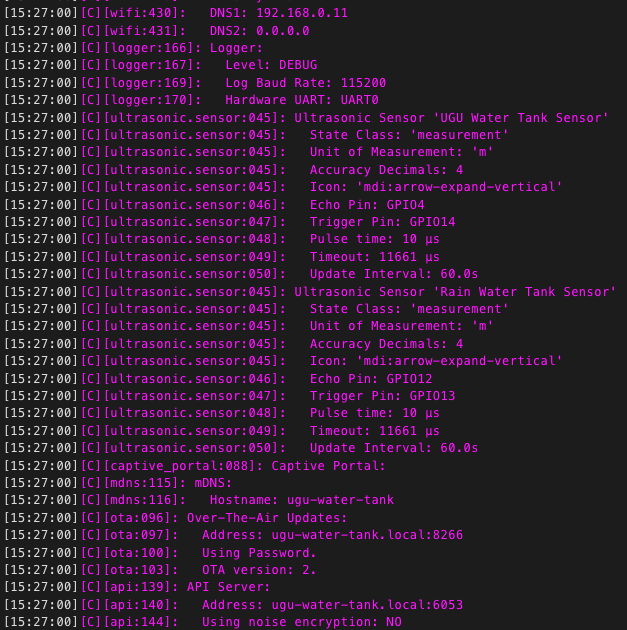 [15:27:00][C][wifi:430]:   DNS1: 192.168.0.11
[15:27:00][C][wifi:431]:   DNS2: 0.0.0.0
[15:27:00][C][logger:166]: Logger:
[15:27:00][C][logger:167]:   Level: DEBUG
[15:27:00][C][logger:169]:   Log Baud Rate: 115200
[15:27:00][C][logger:170]:   Hardware UART: UART0
[15:27:00][C][ultrasonic.sensor:045]: Ultrasonic Sensor 'UGU Water Tank Sensor'
[15:27:00][C][ultrasonic.sensor:045]:   State Class: 'measurement'
[15:27:00][C][ultrasonic.sensor:045]:   Unit of Measurement: 'm'
[15:27:00][C][ultrasonic.sensor:045]:   Accuracy Decimals: 4
[15:27:00][C][ultrasonic.sensor:045]:   Icon: 'mdi:arrow-expand-vertical'
[15:27:00][C][ultrasonic.sensor:046]:   Echo Pin: GPIO4
[15:27:00][C][ultrasonic.sensor:047]:   Trigger Pin: GPIO14
[15:27:00][C][ultrasonic.sensor:048]:   Pulse time: 10 µs
[15:27:00][C][ultrasonic.sensor:049]:   Timeout: 11661 µs
[15:27:00][C][ultrasonic.sensor:050]:   Update Interval: 60.0s
[15:27:00][C][ultrasonic.sensor:045]: Ultrasonic Sensor 'Rain Water Tank Sensor'
[15:27:00][C][ultrasonic.sensor:045]:   State Class: 'measurement'
[15:27:00][C][ultrasonic.sensor:045]:   Unit of Measurement: 'm'
[15:27:00][C][ultrasonic.sensor:045]:   Accuracy Decimals: 4
[15:27:00][C][ultrasonic.sensor:045]:   Icon: 'mdi:arrow-expand-vertical'
[15:27:00][C][ultrasonic.sensor:046]:   Echo Pin: GPIO12
[15:27:00][C][ultrasonic.sensor:047]:   Trigger Pin: GPIO13
[15:27:00][C][ultrasonic.sensor:048]:   Pulse time: 10 µs
[15:27:00][C][ultrasonic.sensor:049]:   Timeout: 11661 µs
[15:27:00][C][ultrasonic.sensor:050]:   Update Interval: 60.0s
[15:27:00][C][captive_portal:088]: Captive Portal:
[15:27:00][C][mdns:115]: mDNS:
[15:27:00][C][mdns:116]:   Hostname: ugu-water-tank
[15:27:00][C][ota:096]: Over-The-Air Updates:
[15:27:00][C][ota:097]:   Address: ugu-water-tank.local:8266
[15:27:00][C][ota:100]:   Using Password.
[15:27:00][C][ota:103]:   OTA version: 2.
[15:27:00][C][api:139]: API Server:
[15:27:00][C][api:140]:   Address: ugu-water-tank.local:6053
[15:27:00][C][api:144]:   Using noise encryption: NO